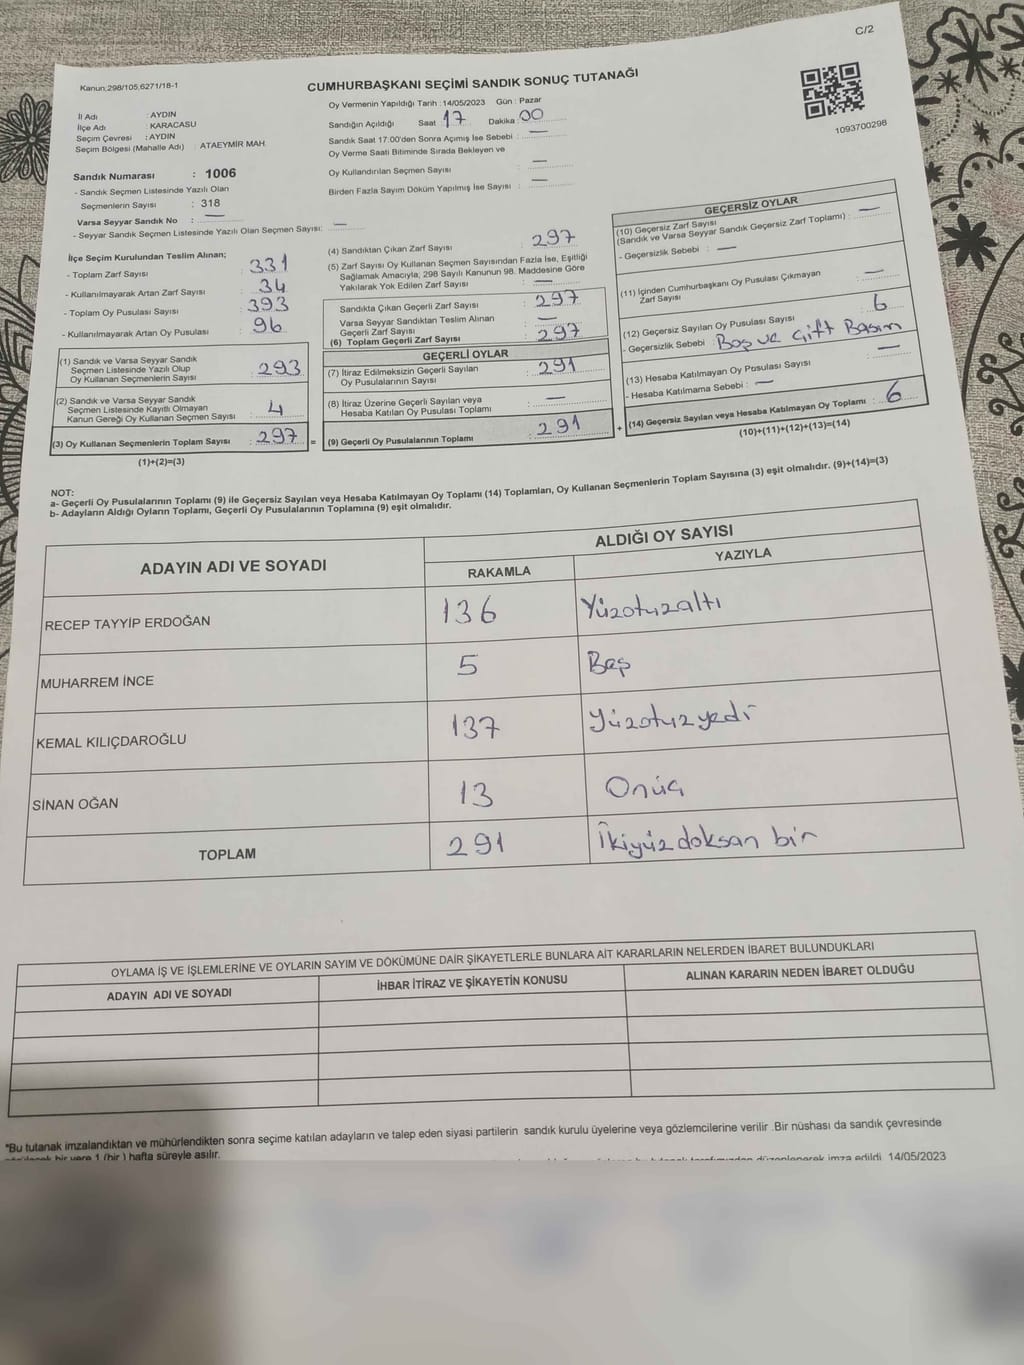 C/2
Kanun;298/105,6271/18-1
CUMHURBAŞKANI SEÇİMİ SANDIK SONUÇ TUTANAĞI
İl Adı : AYDIN
İlçe Adı : KARACASU
Seçim Çevresi : AYDIN
Seçim Bölgesi (Mahalle Adı) : ATAEYMİR MAH.
Oy Vermenin Yapıldığı Tarih : 14/05/2023 Gün : Pazar
Sandığın Açıldığı Saat 17 Dakika : 00
Sandık Saat 17:00'den Sonra Açımış İse Sebebi : —
Oy Verme Saati Bitiminde Sırada Bekleyen ve
Oy Kullandırılan Seçmen Sayısı : —
Birden Fazla Sayım Döküm Yapılmış İse Sayısı : —
1093700298
Sandık Numarası : 1006
- Sandık Seçmen Listesinde Yazılı Olan
Seçmenlerin Sayısı : 318
Varsa Seyyar Sandık No : —
- Seyyar Sandık Seçmen Listesinde Yazılı Olan Seçmen Sayısı: —
İlçe Seçim Kurulundan Teslim Alınan;
- Toplam Zarf Sayısı : 331
- Kullanılmayarak Artan Zarf Sayısı : 34
- Toplam Oy Pusulası Sayısı : 393
- Kullanılmayarak Artan Oy Pusulası : 96
(1) Sandık ve Varsa Seyyar Sandık
Seçmen Listesinde Yazılı Olup
Oy Kullanan Seçmenlerin Sayısı : 293
(2) Sandık ve Varsa Seyyar Sandık
Seçmen Listesinde Kayıtlı Olmayan
Kanun Gereği Oy Kullanan Seçmen Sayısı : 4
(3) Oy Kullanan Seçmenlerin Toplam Sayısı : 297
(1)+(2)=(3)
(4) Sandıktan Çıkan Zarf Sayısı : 297
(5) Zarf Sayısı Oy Kullanan Seçmen Sayısından Fazla İse, Eşitliği
Sağlamak Amacıyla, 298 Sayılı Kanunun 98. Maddesine Göre
Yakılarak Yok Edilen Zarf Sayısı : —
Sandıkta Çıkan Geçerli Zarf Sayısı : 297
Varsa Seyyar Sandıktan Teslim Alınan
Geçerli Zarf Sayısı : —
(6) Toplam Geçerli Zarf Sayısı : 297
GEÇERLİ OYLAR
(7) İtiraz Edilmeksizin Geçerli Sayılan
Oy Pusulalarının Sayısı : 291
(8) İtiraz Üzerine Geçerli Sayılan veya
Hesaba Katılan Oy Pusulası Toplamı : —
= (9) Geçerli Oy Pusulalarının Toplamı : 291
GEÇERSİZ OYLAR
(10) Geçersiz Zarf Sayısı
(Sandık ve Varsa Seyyar Sandık Geçersiz Zarf Toplamı) : —
- Geçersizlik Sebebi : —
(11) İçinden Cumhurbaşkanı Oy Pusulası Çıkmayan
Zarf Sayısı : —
(12) Geçersiz Sayılan Oy Pusulası Sayısı : 6
- Geçersizlik Sebebi : Boş ve Çift Basım
(13) Hesaba Katılmayan Oy Pusulası Sayısı : —
- Hesaba Katılmama Sebebi : —
+ (14) Geçersiz Sayılan veya Hesaba Katılmayan Oy Toplamı : 6
(10)+(11)+(12)+(13)=(14)
NOT:
a- Geçerli Oy Pusulalarının Toplamı (9) ile Geçersiz Sayılan veya Hesaba Katılmayan Oy Toplamı (14) Toplamları, Oy Kullanan Seçmenlerin Toplam Sayısına (3) eşit olmalıdır. (9)+(14)=(3)
b- Adayların Aldığı Oyların Toplamı, Geçerli Oy Pusulalarının Toplamına (9) eşit olmalıdır.
ADAYIN ADI VE SOYADI ALDIĞI OY SAYISI
RAKAMLA YAZIYLA
RECEP TAYYİP ERDOĞAN 136 Yüzotuzaltı
MUHARREM İNCE 5 Beş
KEMAL KILIÇDAROĞLU 137 Yüzotuzyedi
SİNAN OĞAN 13 Onüç
TOPLAM 291 İkiyüz doksan bir
OYLAMA İŞ VE İŞLEMLERİNE VE OYLARIN SAYIM VE DÖKÜMÜNE DAİR ŞİKAYETLERLE BUNLARA AİT KARARLARIN NELERDEN İBARET BULUNDUKLARI
ADAYIN ADI VE SOYADI İHBAR İTİRAZ VE ŞİKAYETİN KONUSU ALINAN KARARIN NEDEN İBARET OLDUĞU
*Bu tutanak imzalandıktan ve mühürlendikten sonra seçime katılan adayların ve talep eden siyasi partilerin sandık kurulu üyelerine veya gözlemcilerine verilir .Bir nüshası da sandık çevresinde
bir yere 1 (bir ) hafta süreyle asılır.
imza edildi. 14/05/2023